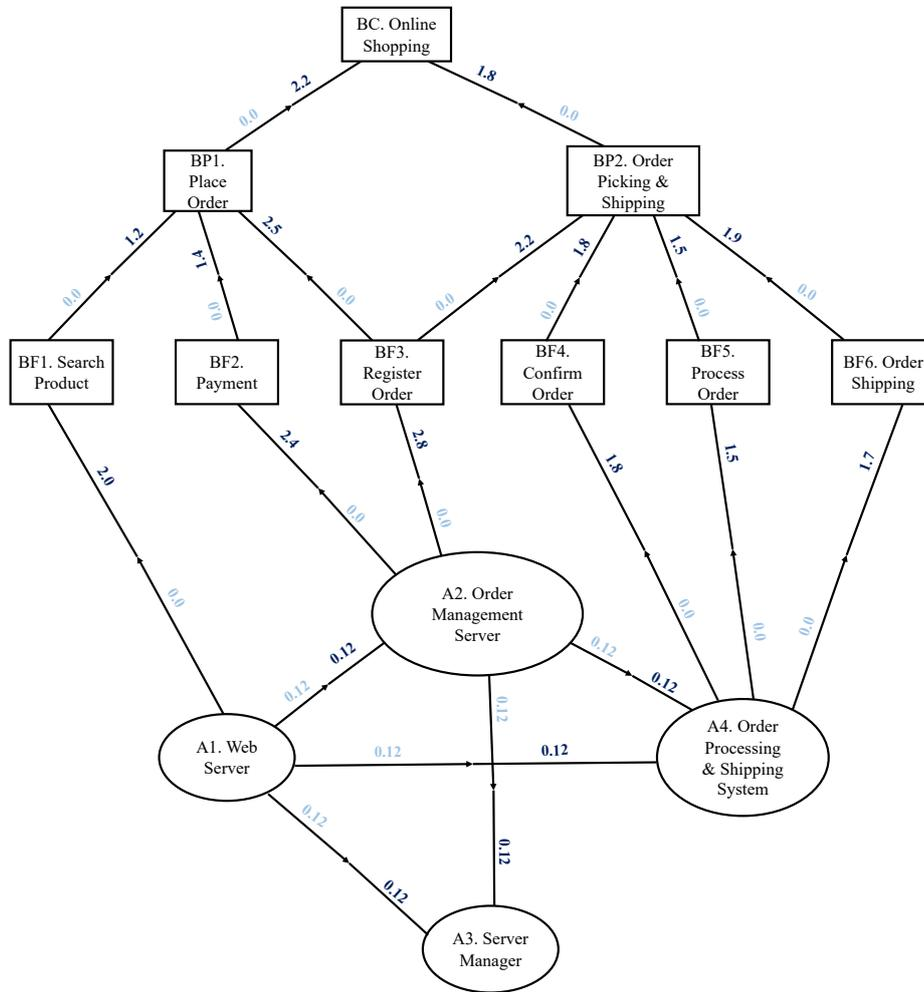 BC. Online
Shopping
2.2
1.8
0.0
0.0
BP1.
Place
Order
BP2. Order
Picking &
Shipping
1.2
1.4
2.5
2.2
1.8
1.5
1.9
0.0
0.0
0.0
0.0
0.0
0.0
0.0
BF1. Search
Product
BF2.
Payment
BF3.
Register
Order
BF4.
Confirm
Order
BF5.
Process
Order
BF6. Order
Shipping
2.0
2.4
2.8
1.8
1.5
1.7
0.0
0.0
0.0
0.0
0.0
0.0
A2. Order
Management
Server
0.12
0.12
0.12
0.12
0.12
A1. Web
Server
0.12
0.12
A4. Order
Processing
& Shipping
System
0.12
0.12
0.12
A3. Server
Manager